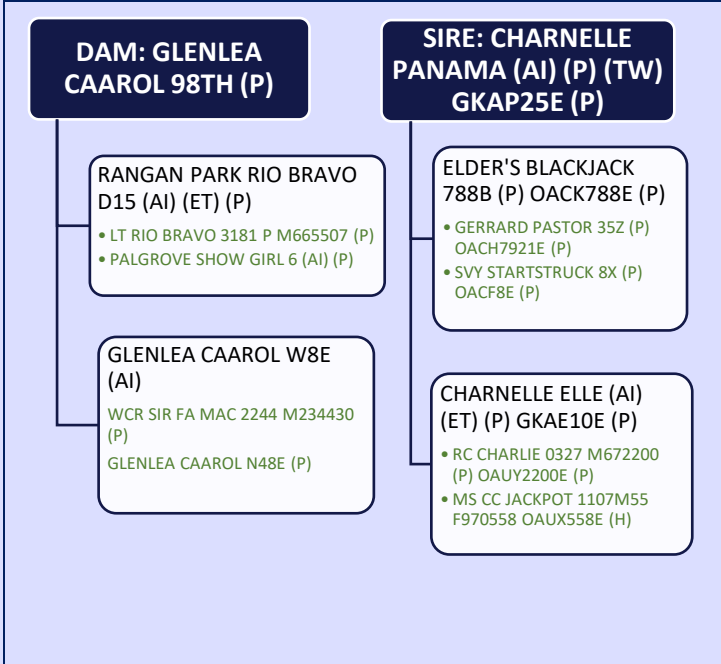 DAM: GLENLEA
CAAROL 98TH (P)
RANGAN PARK RIO BRAVO
D15 (AI) (ET) (P)
• LT RIO BRAVO 3181 P M665507 (P)
• PALGROVE SHOW GIRL 6 (AI) (P)
GLENLEA CAAROL W8E
(AI)
WCR SIR FA MAC 2244 M234430
(P)
GLENLEA CAAROL N48E (P)
SIRE: CHARNELLE
PANAMA (AI) (P) (TW)
GKAP25E (P)
ELDER'S BLACKJACK
788B (P) OACK788E (P)
• GERRARD PASTOR 35Z (P)
OACH7921E (P)
• SVY STARTSTRUCK 8X (P)
OACF8E (P)
CHARNELLE ELLE (AI)
(ET) (P) GKAE10E (P)
• RC CHARLIE 0327 M672200
(P) OAUY2200E (P)
• MS CC JACKPOT 1107M55
F970558 OAUX558E (H)